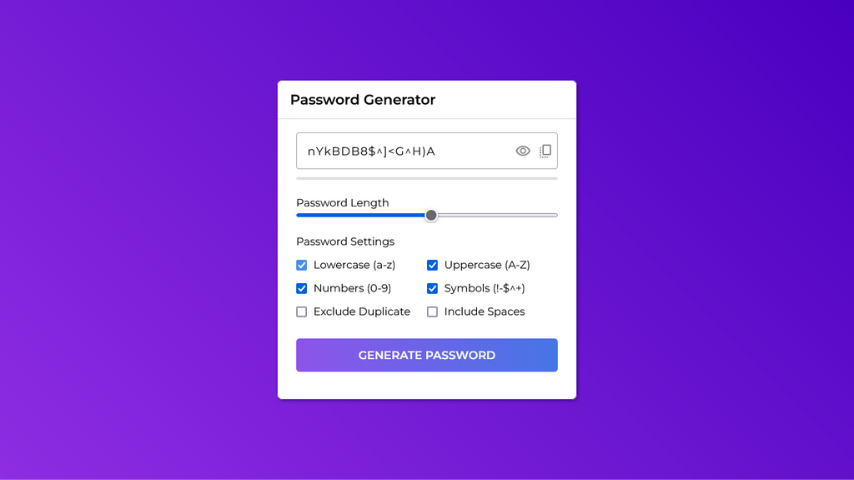 Password Generator
nYkBDB8$^]<G^H)A
Password Length
Password Settings
Lowercase (a-z) Uppercase (A-Z)
Numbers (0-9) Symbols (!-$^+)
Exclude Duplicate Include Spaces
GENERATE PASSWORD